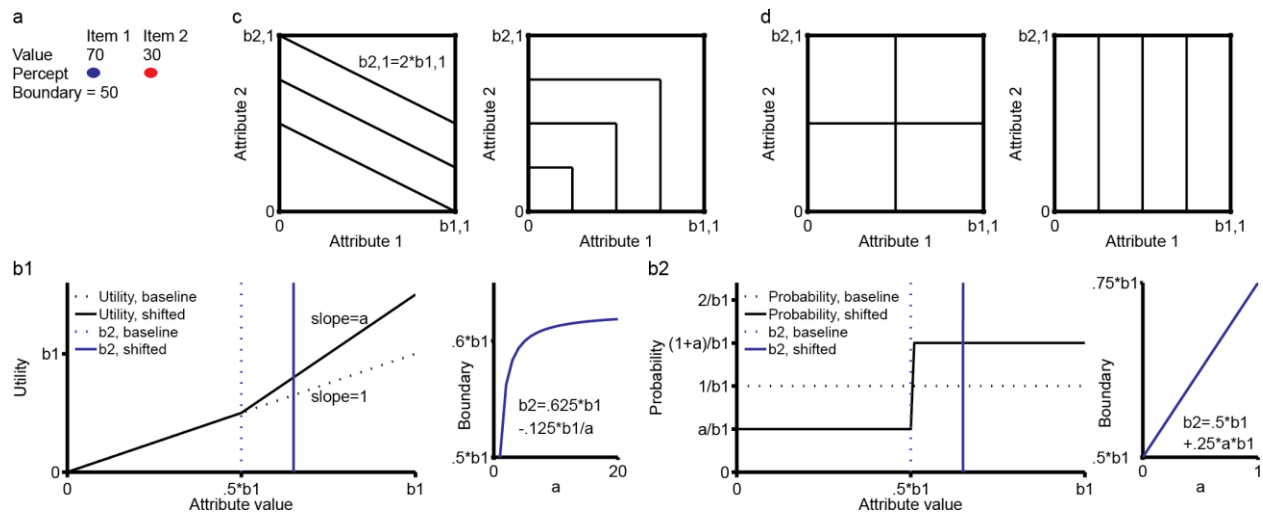 a
Item 1 Item 2
Value 70 30
Percept
Boundary = 50
c
b2,1
b2,1=2*b1,1
Attribute 2
0
b1,1
Attribute 1
b2,1
Attribute 2
0
b1,1
Attribute 1
d
b2,1
Attribute 2
0
b1,1
Attribute 1
b2,1
Attribute 2
0
b1,1
Attribute 1
b1
Utility, baseline
Utility, shifted
b2, baseline
b2, shifted
slope=a
slope=1
Utility
b1
0
0 .5*b1 b1
Attribute value
.6*b1
Boundary
b2=.625*b1
-.125*b1/a
.5*b1
0 20
a
b2
2/b1
(1+a)/b1
1/b1
a/b1
0
Probability
Probability, baseline
Probability, shifted
b2, baseline
b2, shifted
0 .5*b1 b1
Attribute value
.75*b1
Boundary
b2=.5*b1
+.25*a*b1
.5*b1
0 1
a